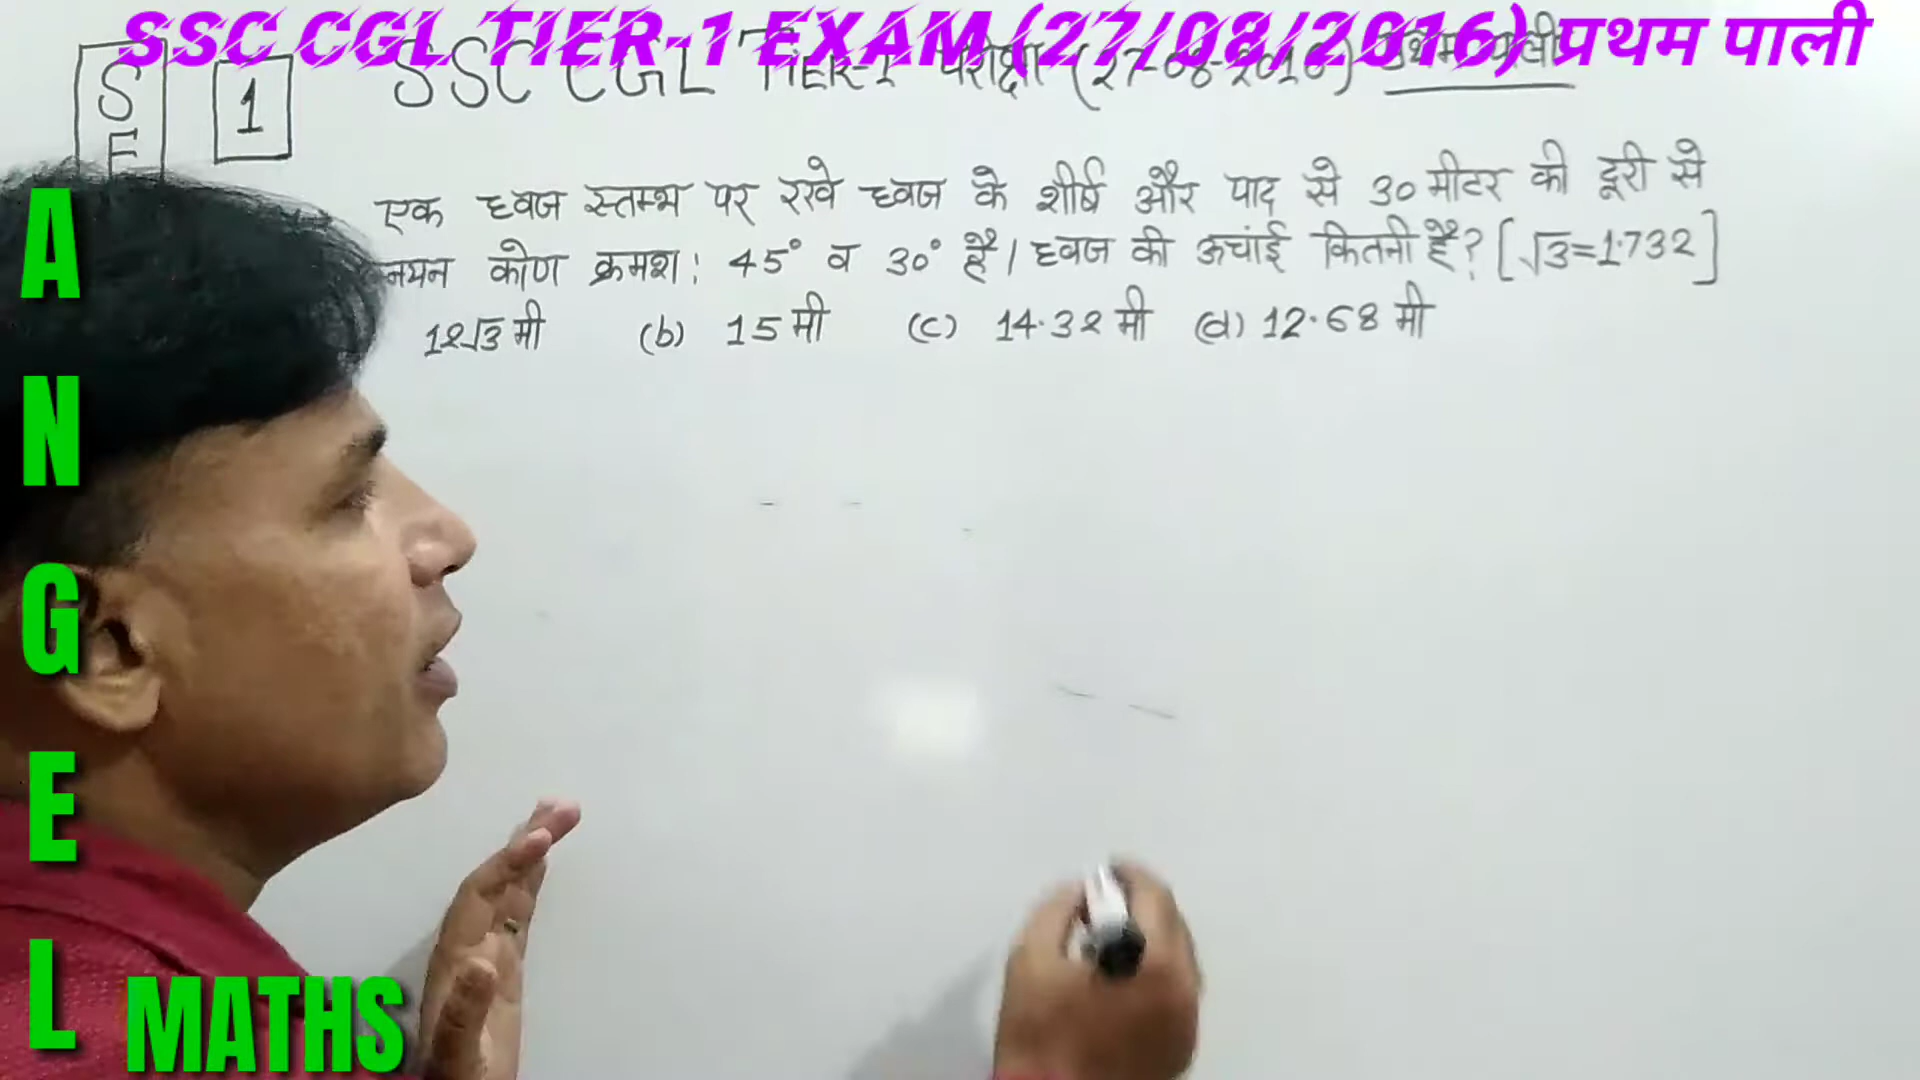 SSC CGL TIER-1 EXAM (27/08/2016) प्रथम पाली
SSC CGL TIER-1 परीक्षा (27-08-2016)
S
E
1
एक ध्वज स्तम्भ पर रखे ध्वज के शीर्ष और पाद से 30 मीटर की दूरी से
नयन कोण क्रमश: 45° व 30° है। ध्वज की ऊचांई कितनी है? [√3=1.732]
12√3 मी (b) 15 मी (c) 14.32 मी (d) 12.68 मी
ANGEL
MATHS